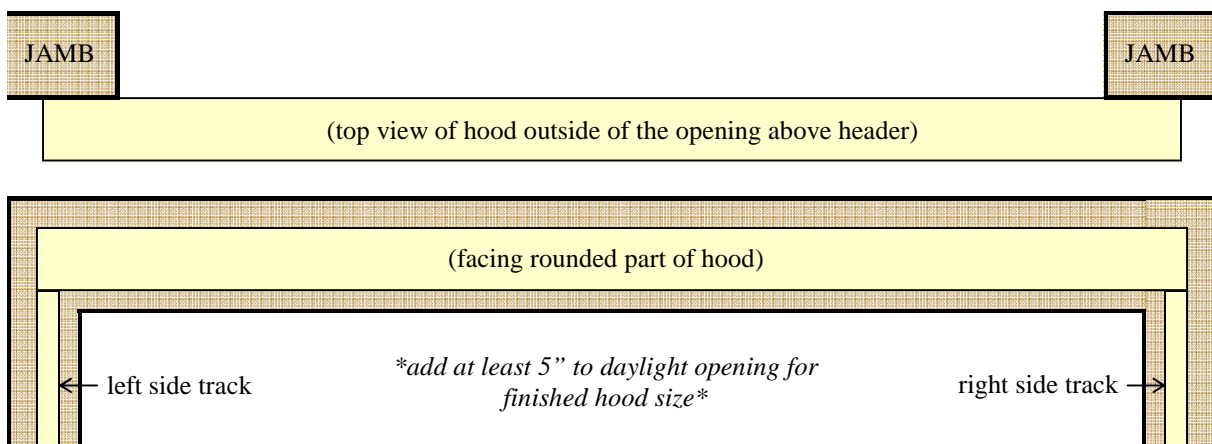 JAMB
JAMB
(top view of hood outside of the opening above header)
(facing rounded part of hood)
*add at least 5” to daylight opening for
finished hood size*
left side track
right side track